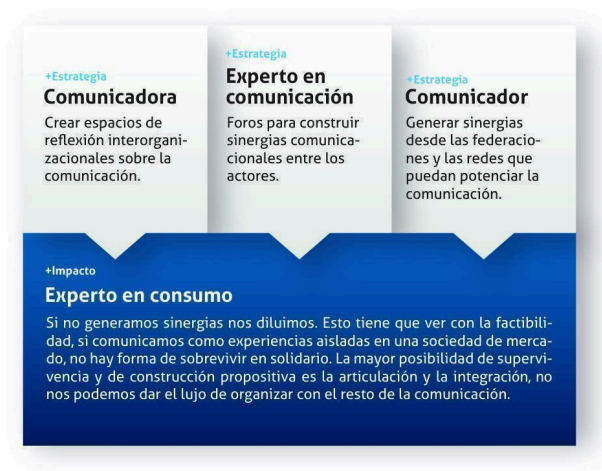 +Estrategia
Comunicadora
Crear espacios de
reflexión interorgani-
zacionales sobre la
comunicación.
+Estrategia
Experto en
comunicación
Foros para construir
sinergias comunica-
cionales entre los
actores.
+Estrategia
Comunicador
Generar sinergias
desde las federacio-
nes y las redes que
puedan potenciar la
comunicación.
+Impacto
Experto en consumo
Si no generamos sinergias nos diluimos. Esto tiene que ver con la factibili-
dad, si comunicamos como experiencias aisladas en una sociedad de merca-
do, no hay forma de sobrevivir en solidario. La mayor posibilidad de supervi-
vencia y de construcción propositiva es la articulación y la integración, no
nos podemos dar el lujo de organizar con el resto de la comunicación.